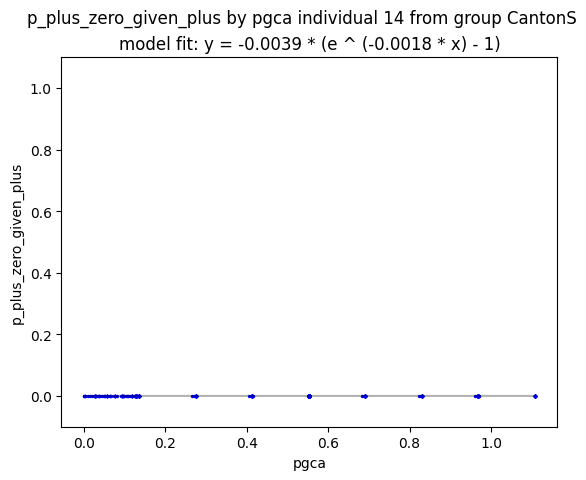 p_plus_zero_given_plus by pgca individual 14 from group CantonS
model fit: y = -0.0039 * (e ^ (-0.0018 * x) - 1)
1.0
0.8
0.6
0.4
0.2
0.0
p_plus_zero_given_plus
0.0 0.2 0.4 0.6 0.8 1.0
pgca